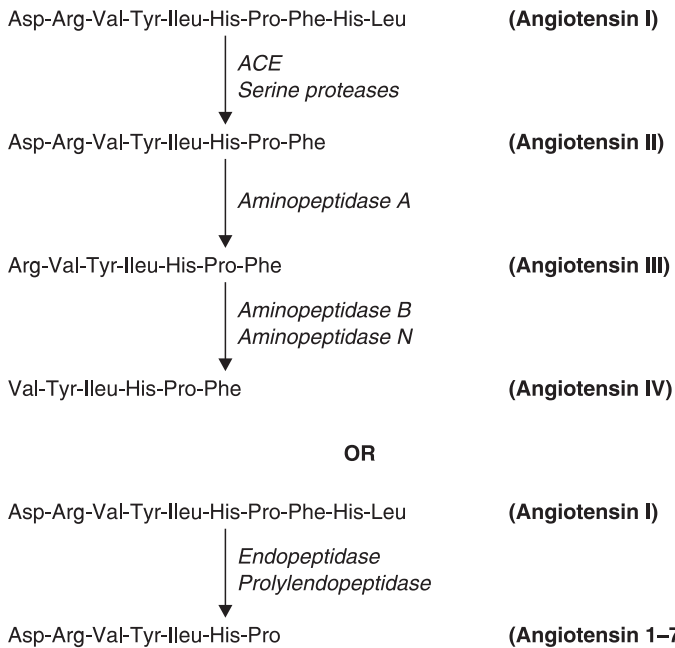 Asp-Arg-Val-Tyr-Ileu-His-Pro-Phe-His-Leu (Angiotensin I)
ACE
Serine proteases
Asp-Arg-Val-Tyr-Ileu-His-Pro-Phe (Angiotensin II)
Aminopeptidase A
Arg-Val-Tyr-Ileu-His-Pro-Phe (Angiotensin III)
Aminopeptidase B
Aminopeptidase N
Val-Tyr-Ileu-His-Pro-Phe (Angiotensin IV)
OR
Asp-Arg-Val-Tyr-Ileu-His-Pro-Phe-His-Leu (Angiotensin I)
Endopeptidase
Prolylendopeptidase
Asp-Arg-Val-Tyr-Ileu-His-Pro (Angiotensin 1–7